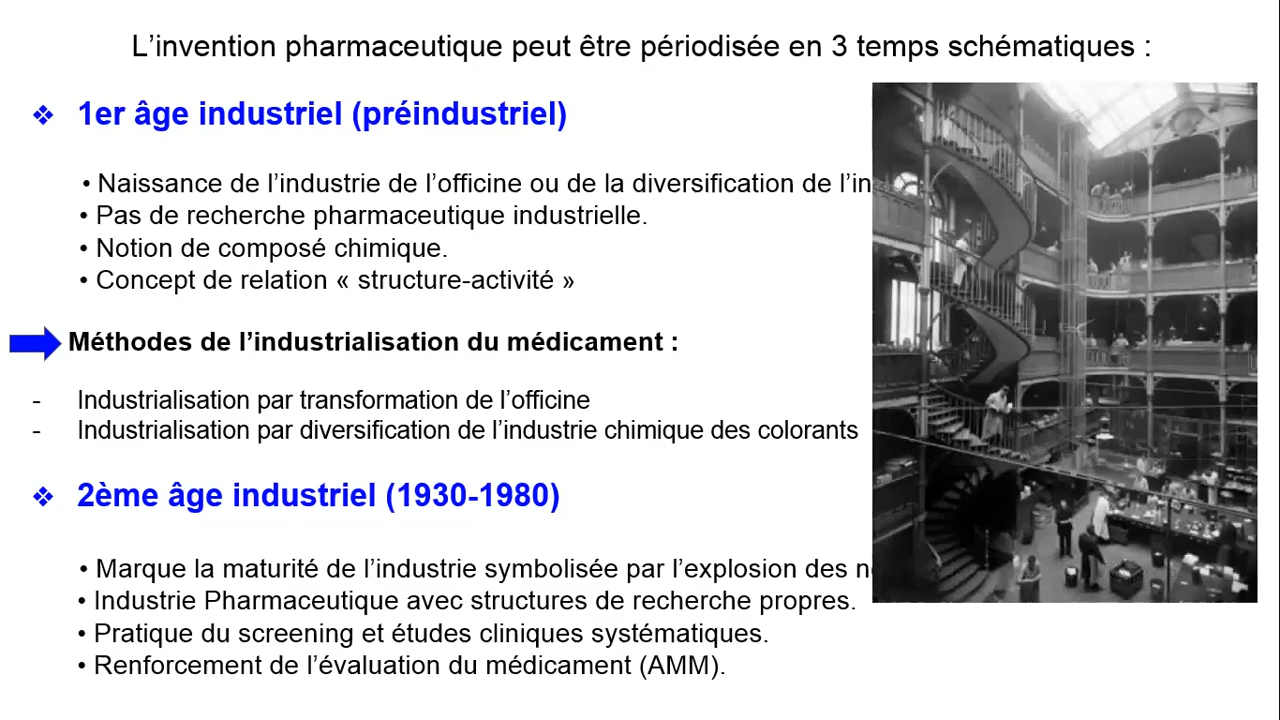 L’invention pharmaceutique peut être périodisée en 3 temps schématiques :
❖ 1er âge industriel (préindustriel)
• Naissance de l’industrie de l’officine ou de la diversification de
• Pas de recherche pharmaceutique industrielle.
• Notion de composé chimique.
• Concept de relation « structure-activité »
Méthodes de l’industrialisation du médicament :
- Industrialisation par transformation de l’officine
- Industrialisation par diversification de l’industrie chimique des colorants
❖ 2ème âge industriel (1930-1980)
• Marque la maturité de l’industrie symbolisée par l’explosion des
• Industrie Pharmaceutique avec structures de recherche propres.
• Pratique du screening et études cliniques systématiques.
• Renforcement de l’évaluation du médicament (AMM).